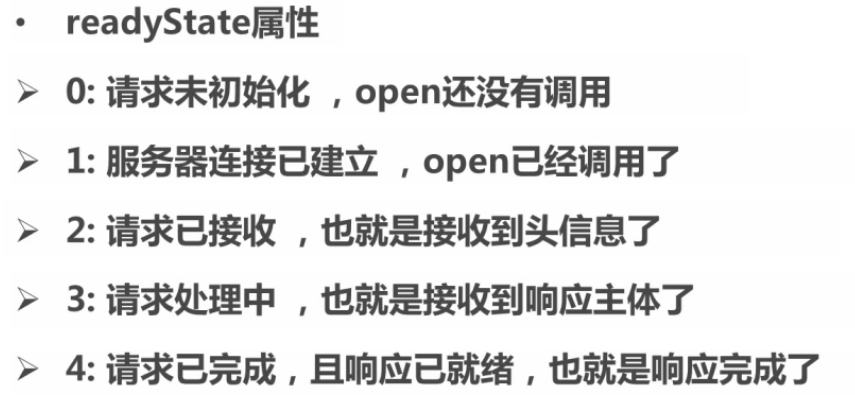 • readyState属性
➢ 0: 请求未初始化 ，open还没有调用
➢ 1: 服务器连接已建立 ，open已经调用了
➢ 2: 请求已接收 ，也就是接收到头信息了
➢ 3: 请求处理中 ，也就是接收到响应主体了
➢ 4: 请求已完成，且响应已就绪，也就是响应完成了